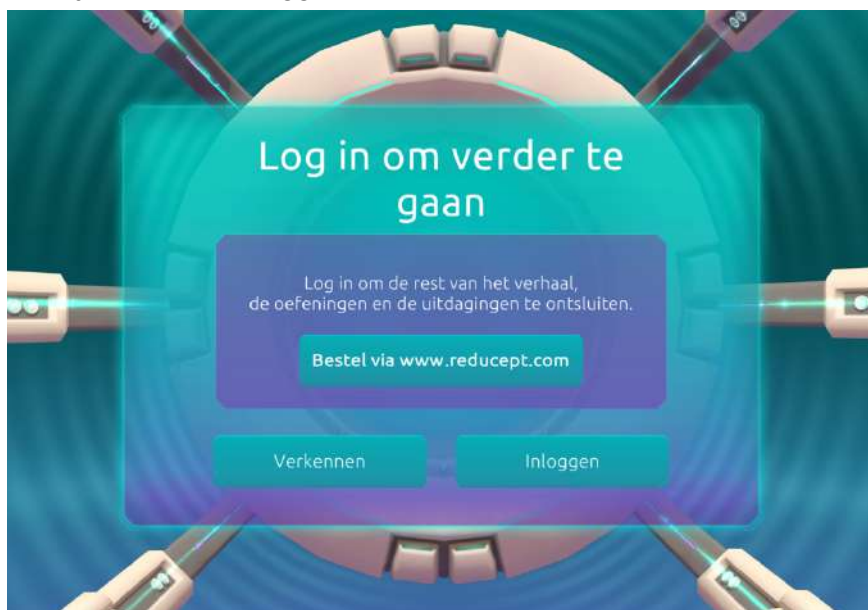 Log in om verder te
gaan
Log in om de rest van het verhaal,
de oefeningen en de uitdagingen te ontsluiten.
Bestel via www.reducept.com
Verkennen
Inloggen